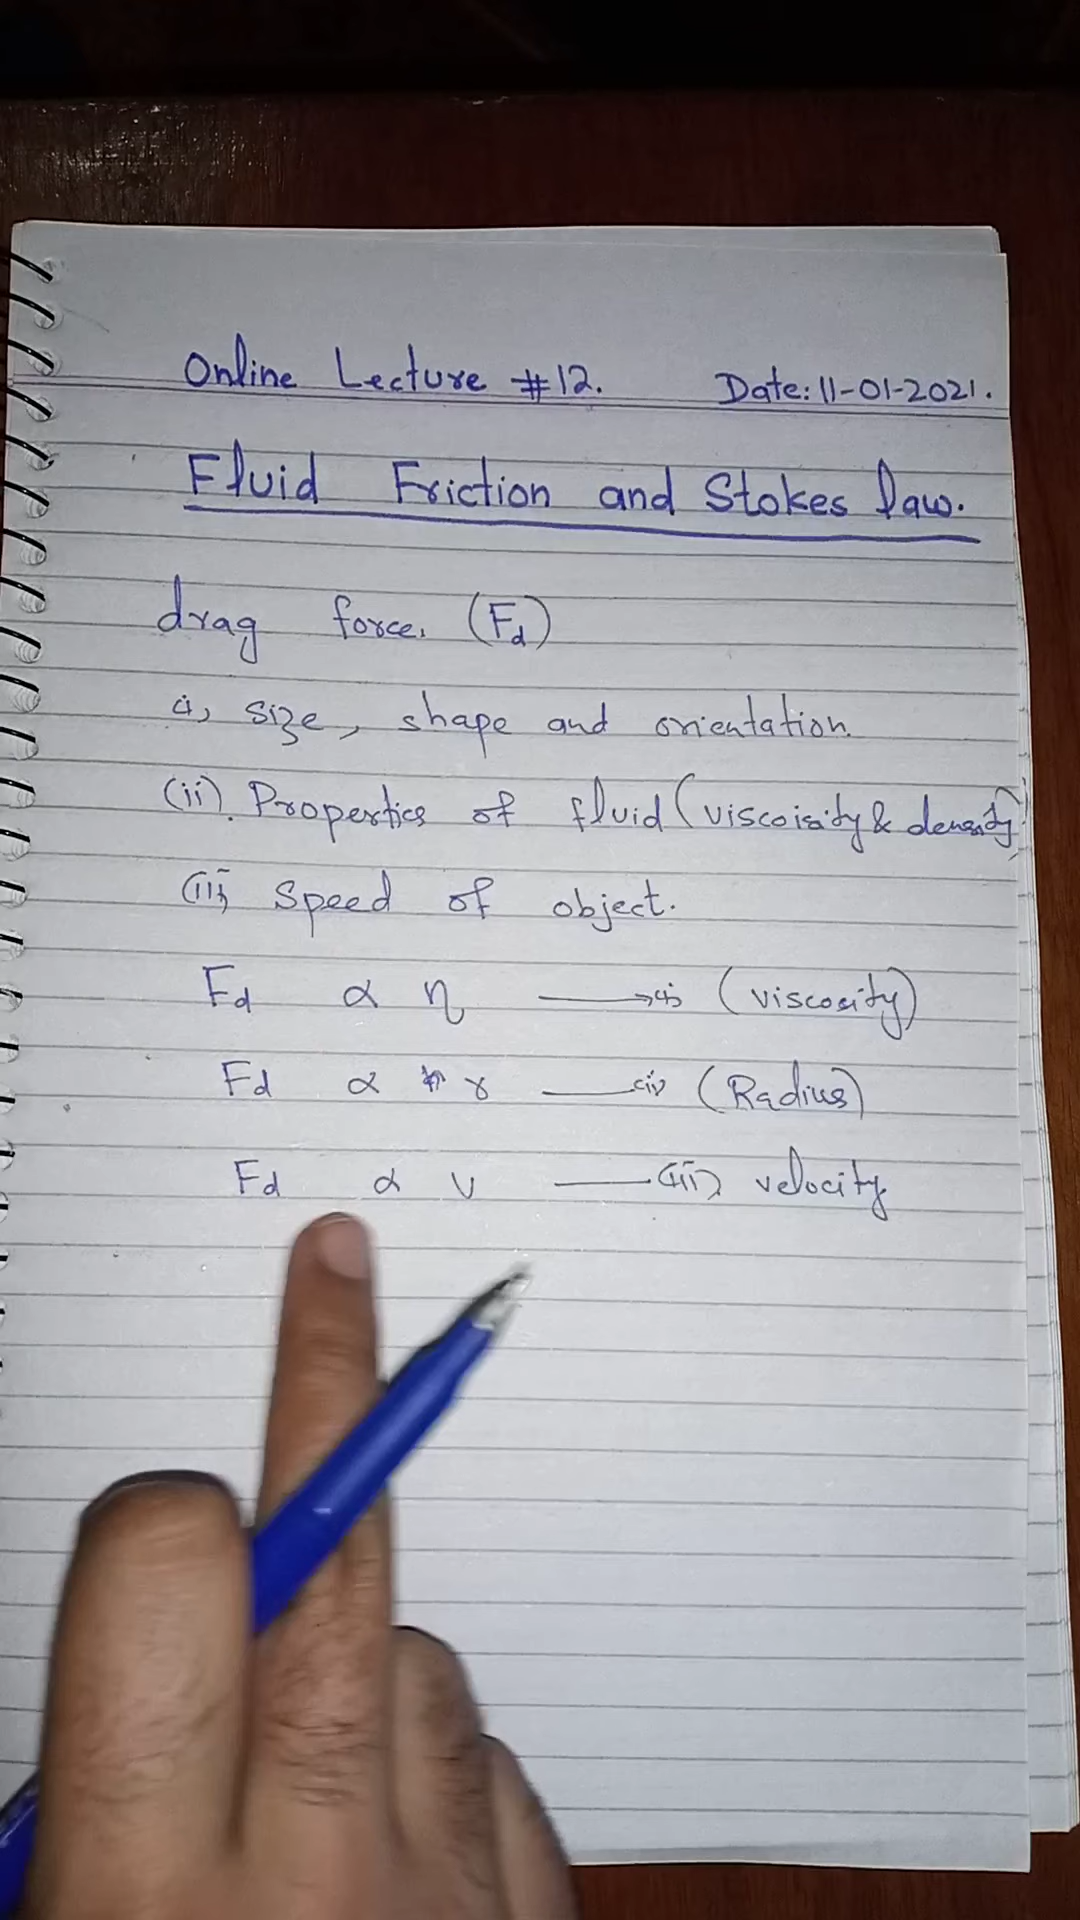 Online Lecture #12. Date: 11-01-2021.
Fluid Friction and Stokes law.
drag force. (Fd)
(i) size, shape and orientation.
(ii). Properties of fluid (viscoisity & density)
(iii) Speed of object.
Fd α η ⟶ (i) (viscosity)
Fd α r — (ii) (Radius)
Fd α v — (iii) velocity